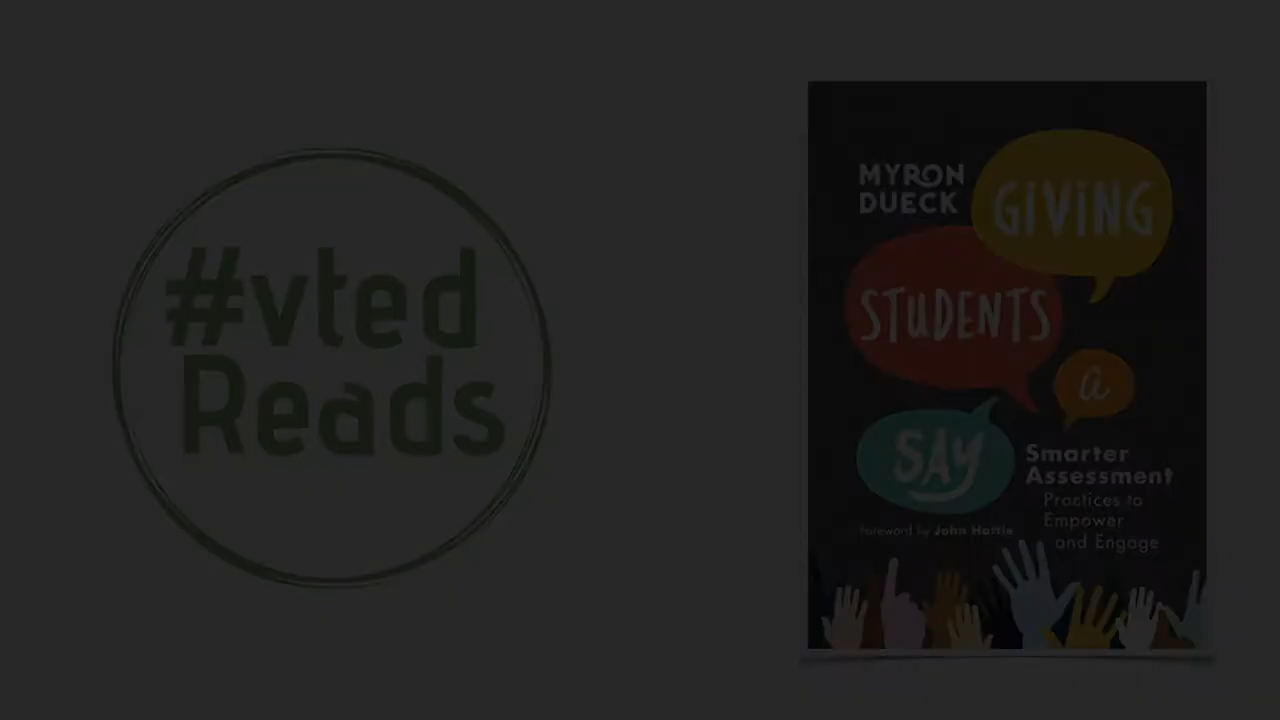 #vted
Reads
MYRON
DUECK
GIVING
STUDENTS
a
SAY
Smarter
Assessment
Practices to
Empower
and Engage
Foreword by John Hattie